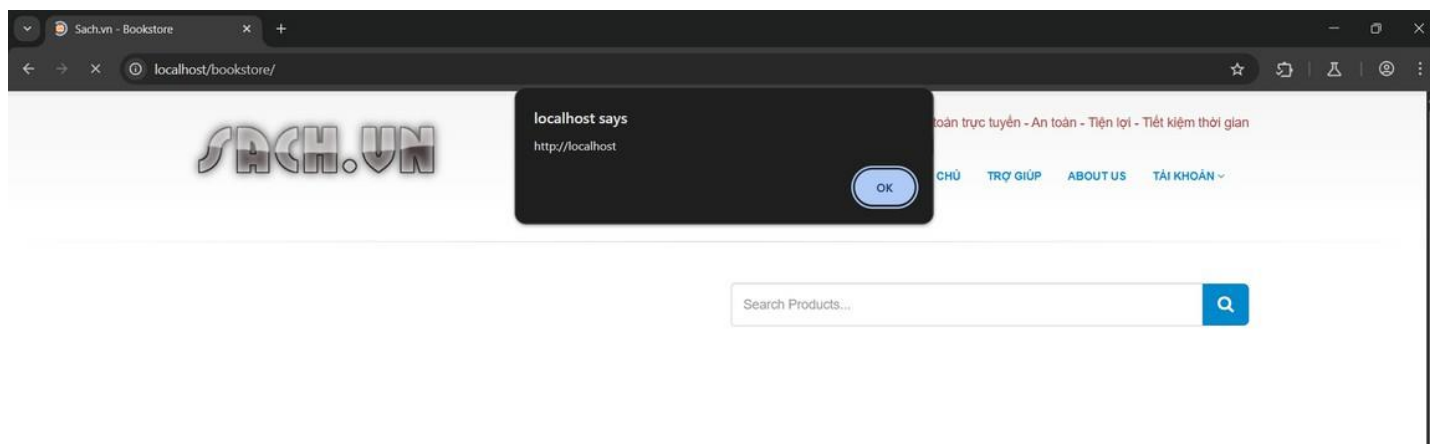 Sach.vn - Bookstore
localhost/bookstore/
SACH.VN
localhost says
http://localhost
OK
toán trực tuyến - An toàn - Tiện lợi - Tiết kiệm thời gian
CHỦ TRỢ GIÚP ABOUT US TÀI KHOẢN
Search Products...